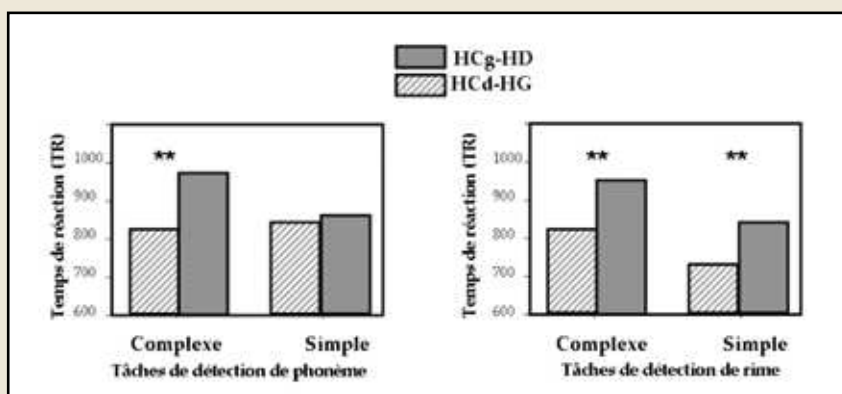 HCg-HD
HCd-HG
Temps de réaction (TR)
1000
900
800
700
600
**
Complexe
Simple
Tâches de détection de phonème
Temps de réaction (TR)
1000
900
800
700
600
**
**
Complexe
Simple
Tâches de détection de rime